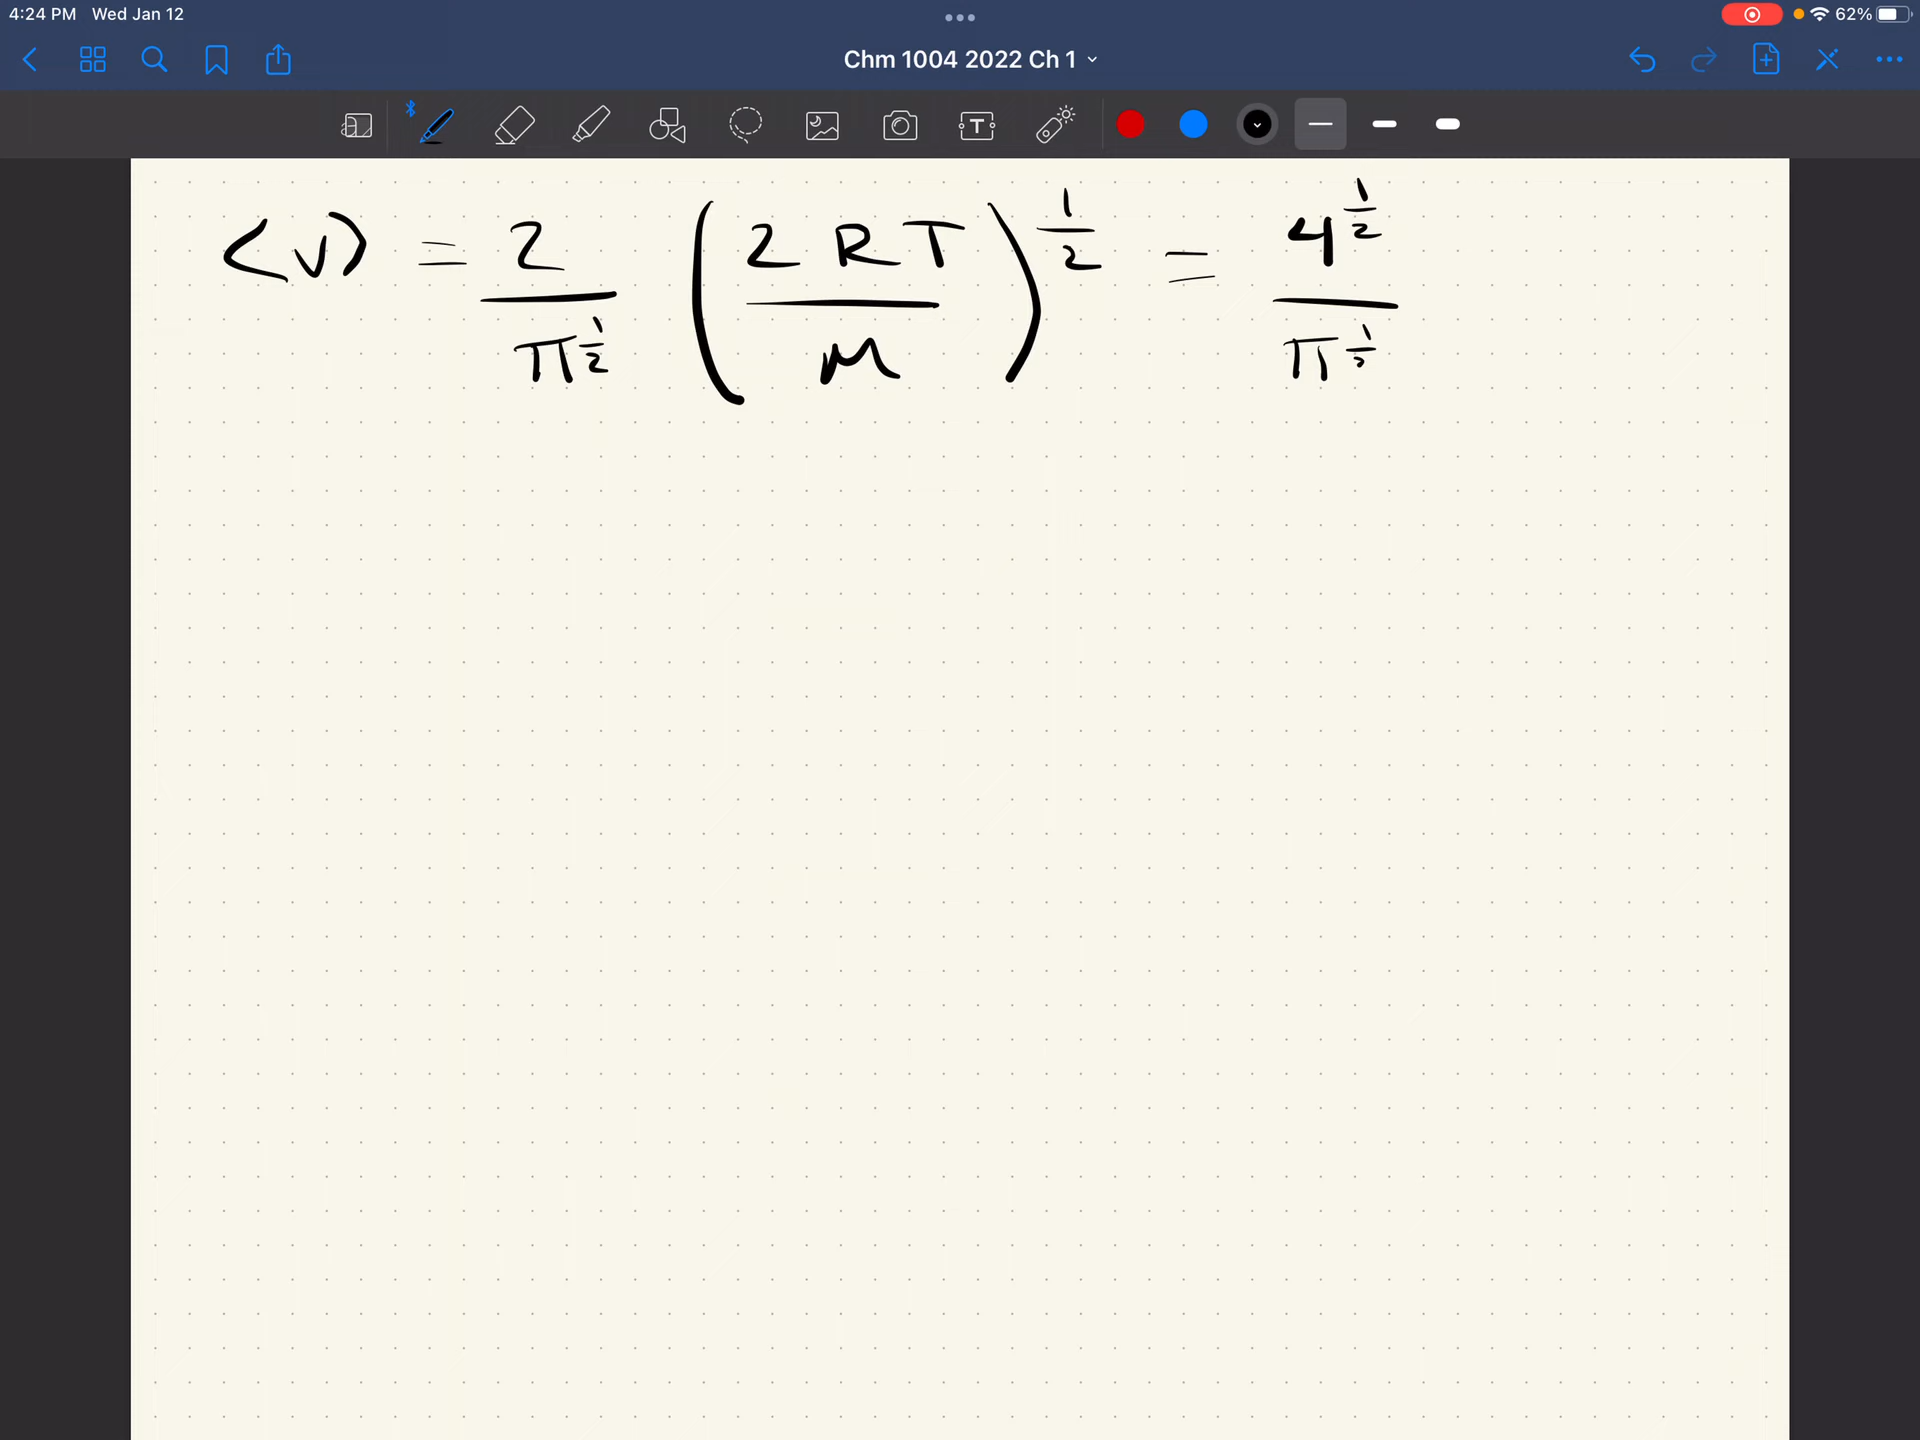 4:24 PM Wed Jan 12
62%
Chm 1004 2022 Ch 1
T
<v> = 2/π^(1/2) (2RT/M)^(1/2) = 4^(1/2)/π^(1/2)